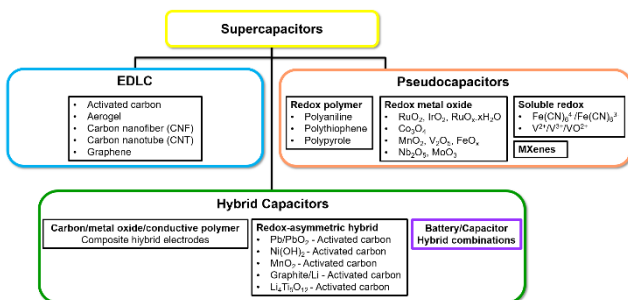 Supercapacitors
EDLC
• Activated carbon
• Aerogel
• Carbon nanofiber (CNF)
• Carbon nanotube (CNT)
• Graphene
Pseudocapacitors
Redox polymer
• Polyaniline
• Polythiophene
• Polypyrole
Redox metal oxide
• RuO₂, IrO₂, RuOₓ.xH₂O
• Co₃O₄
• MnO₂, V₂O₅, FeOₓ
• Nb₂O₅, MoO₃
Soluble redox
• Fe(CN)₆⁴⁻/Fe(CN)₆³
• V²⁺/V³⁺/VO²⁺
MXenes
Hybrid Capacitors
Carbon/metal oxide/conductive polymer
Composite hiybrid electrodes
Redox-asymmetric hybrid
• Pb/PbO₂ - Activated carbon
• Ni(OH)₂ - Activated carbon
• MnO₂ - Activated carbon
• Graphite/Li - Activated carbon
• Li₄Ti₅O₁₂ - Activated carbon
Battery/Capacitor
Hybrid combinations